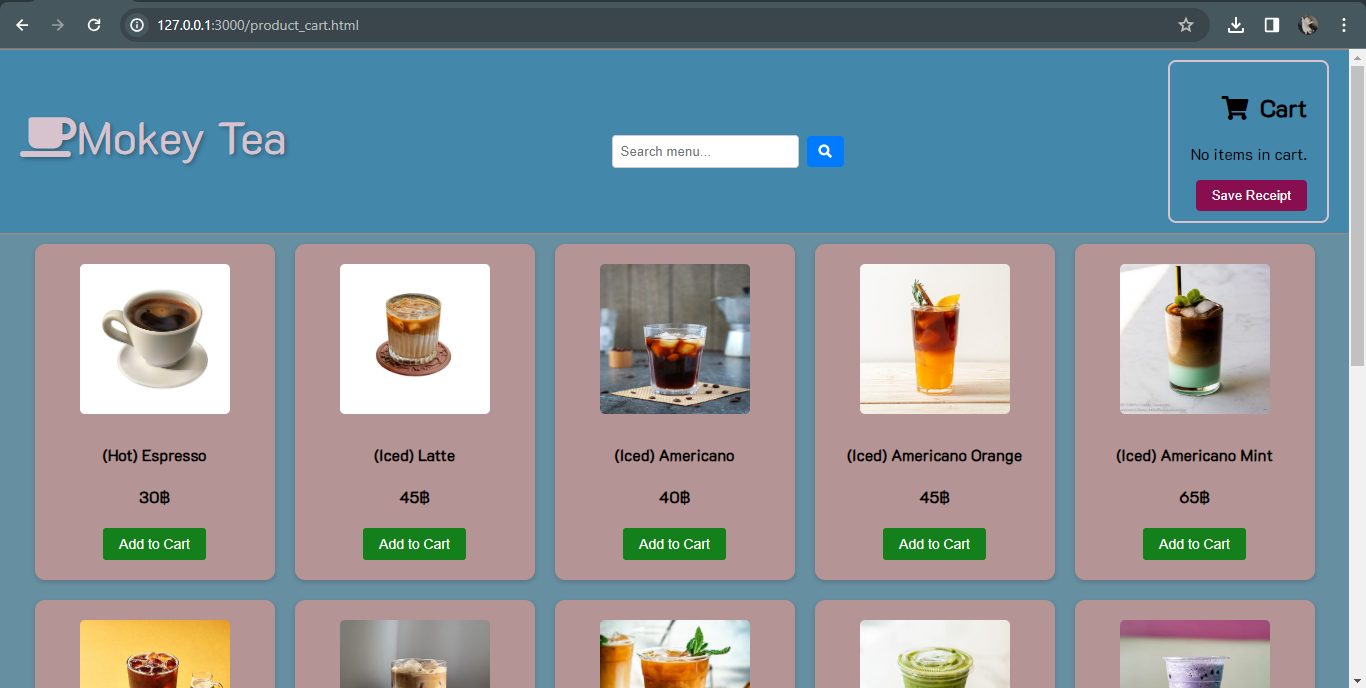 127.0.0.1:3000/product_cart.html
Mokey Tea
Search menu...
Cart
No items in cart.
Save Receipt
(Hot) Espresso
30฿
Add to Cart
(Iced) Latte
45฿
Add to Cart
(Iced) Americano
40฿
Add to Cart
(Iced) Americano Orange
45฿
Add to Cart
(Iced) Americano Mint
65฿
Add to Cart